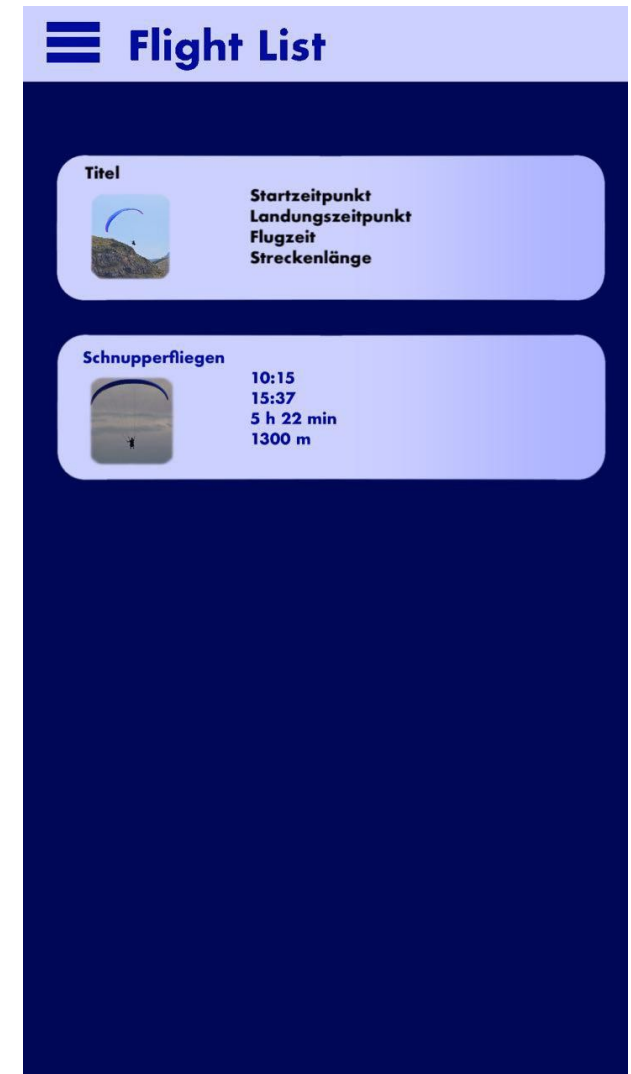 Flight List
Titel
Startzeitpunkt
Landungszeitpunkt
Flugzeit
Streckenlänge
Schnupperfliegen
10:15
15:37
5 h 22 min
1300 m